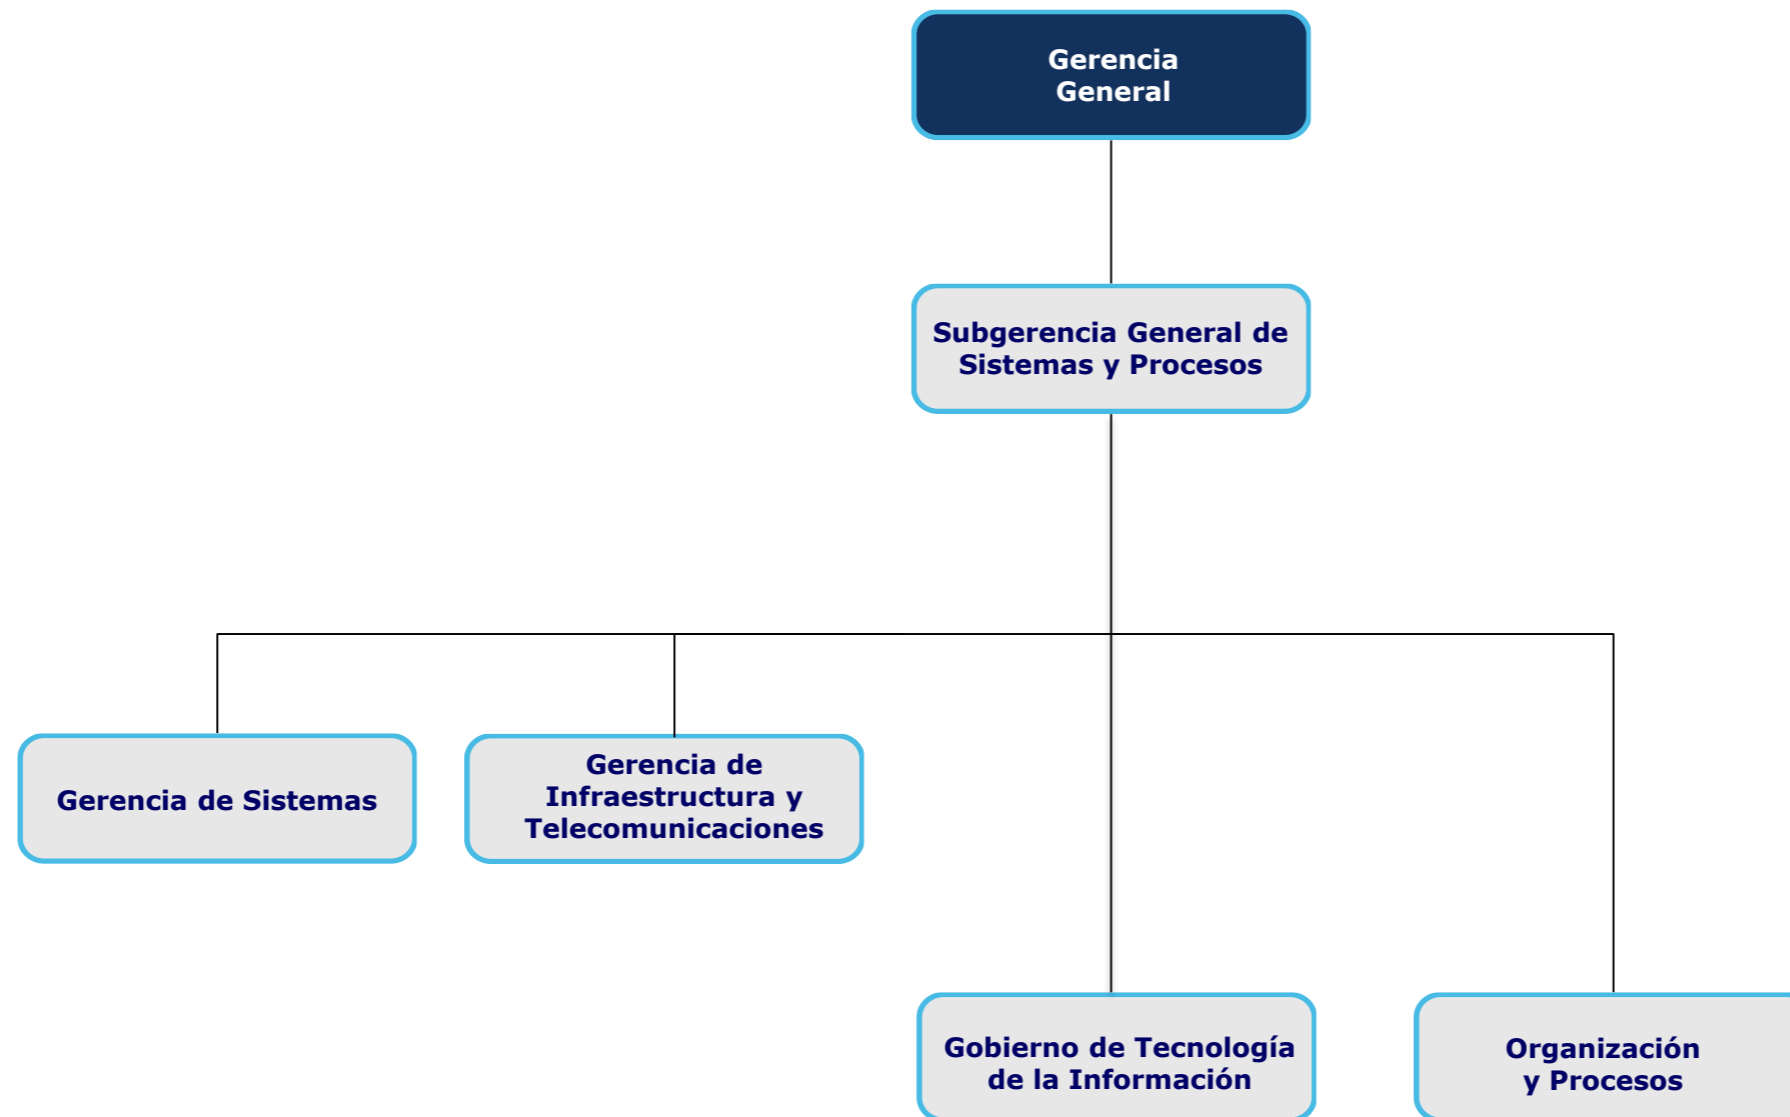 Gerencia
General
Subgerencia General de
Sistemas y Procesos
Gerencia de Sistemas
Gerencia de
Infraestructura y
Telecomunicaciones
Gobierno de Tecnología
de la Información
Organización
y Procesos